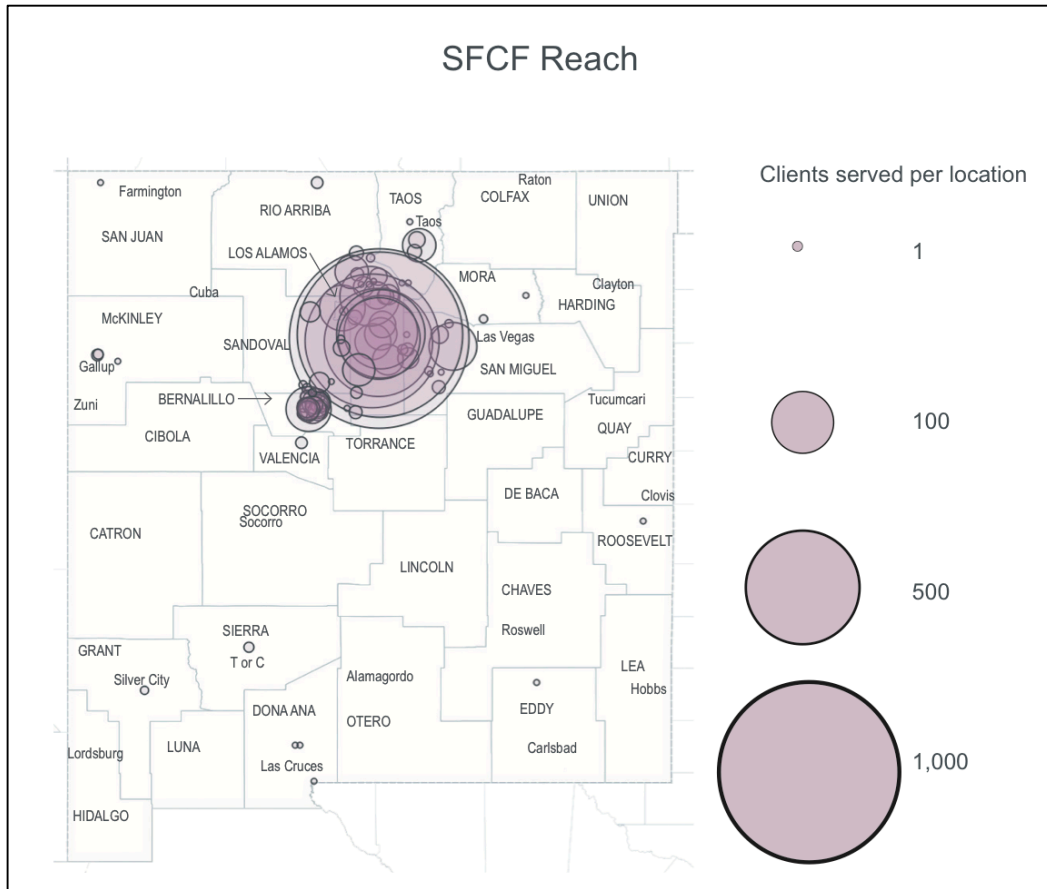 SFCF Reach
Clients served per location
1
100
500
1,000
Farmington
SAN JUAN
RIO ARRIBA
TAOS
Taos
Raton
COLFAX
UNION
LOS ALAMOS
MORA
Clayton
HARDING
Cuba
McKINLEY
SANDOVAL
Las Vegas
SAN MIGUEL
Gallup
Zuni
BERNALILLO
CIBOLA
VALENCIA
TORRANCE
GUADALUPE
Tucumcari
QUAY
CURRY
Clovis
DE BACA
ROOSEVELT
CATRON
SOCORRO
Socorro
LINCOLN
CHAVES
Roswell
SIERRA
T or C
GRANT
Silver City
Alamagordo
OTERO
LEA
Hobbs
EDDY
Carlsbad
DONA ANA
Las Cruces
Lordsburg
LUNA
HIDALGO